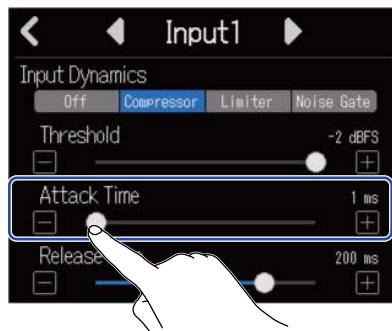 Input1
Input Dynamics
Off Compressor Limiter Noise Gate
Threshold -2 dBFS
Attack Time 1 ms
Release 200 ms